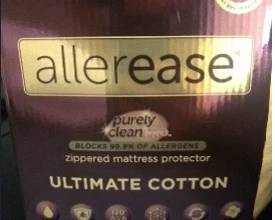 allerease
purely
clean
BLOCKS 99.9% OF ALLERGENS
zippered mattress protector
ULTIMATE COTTON